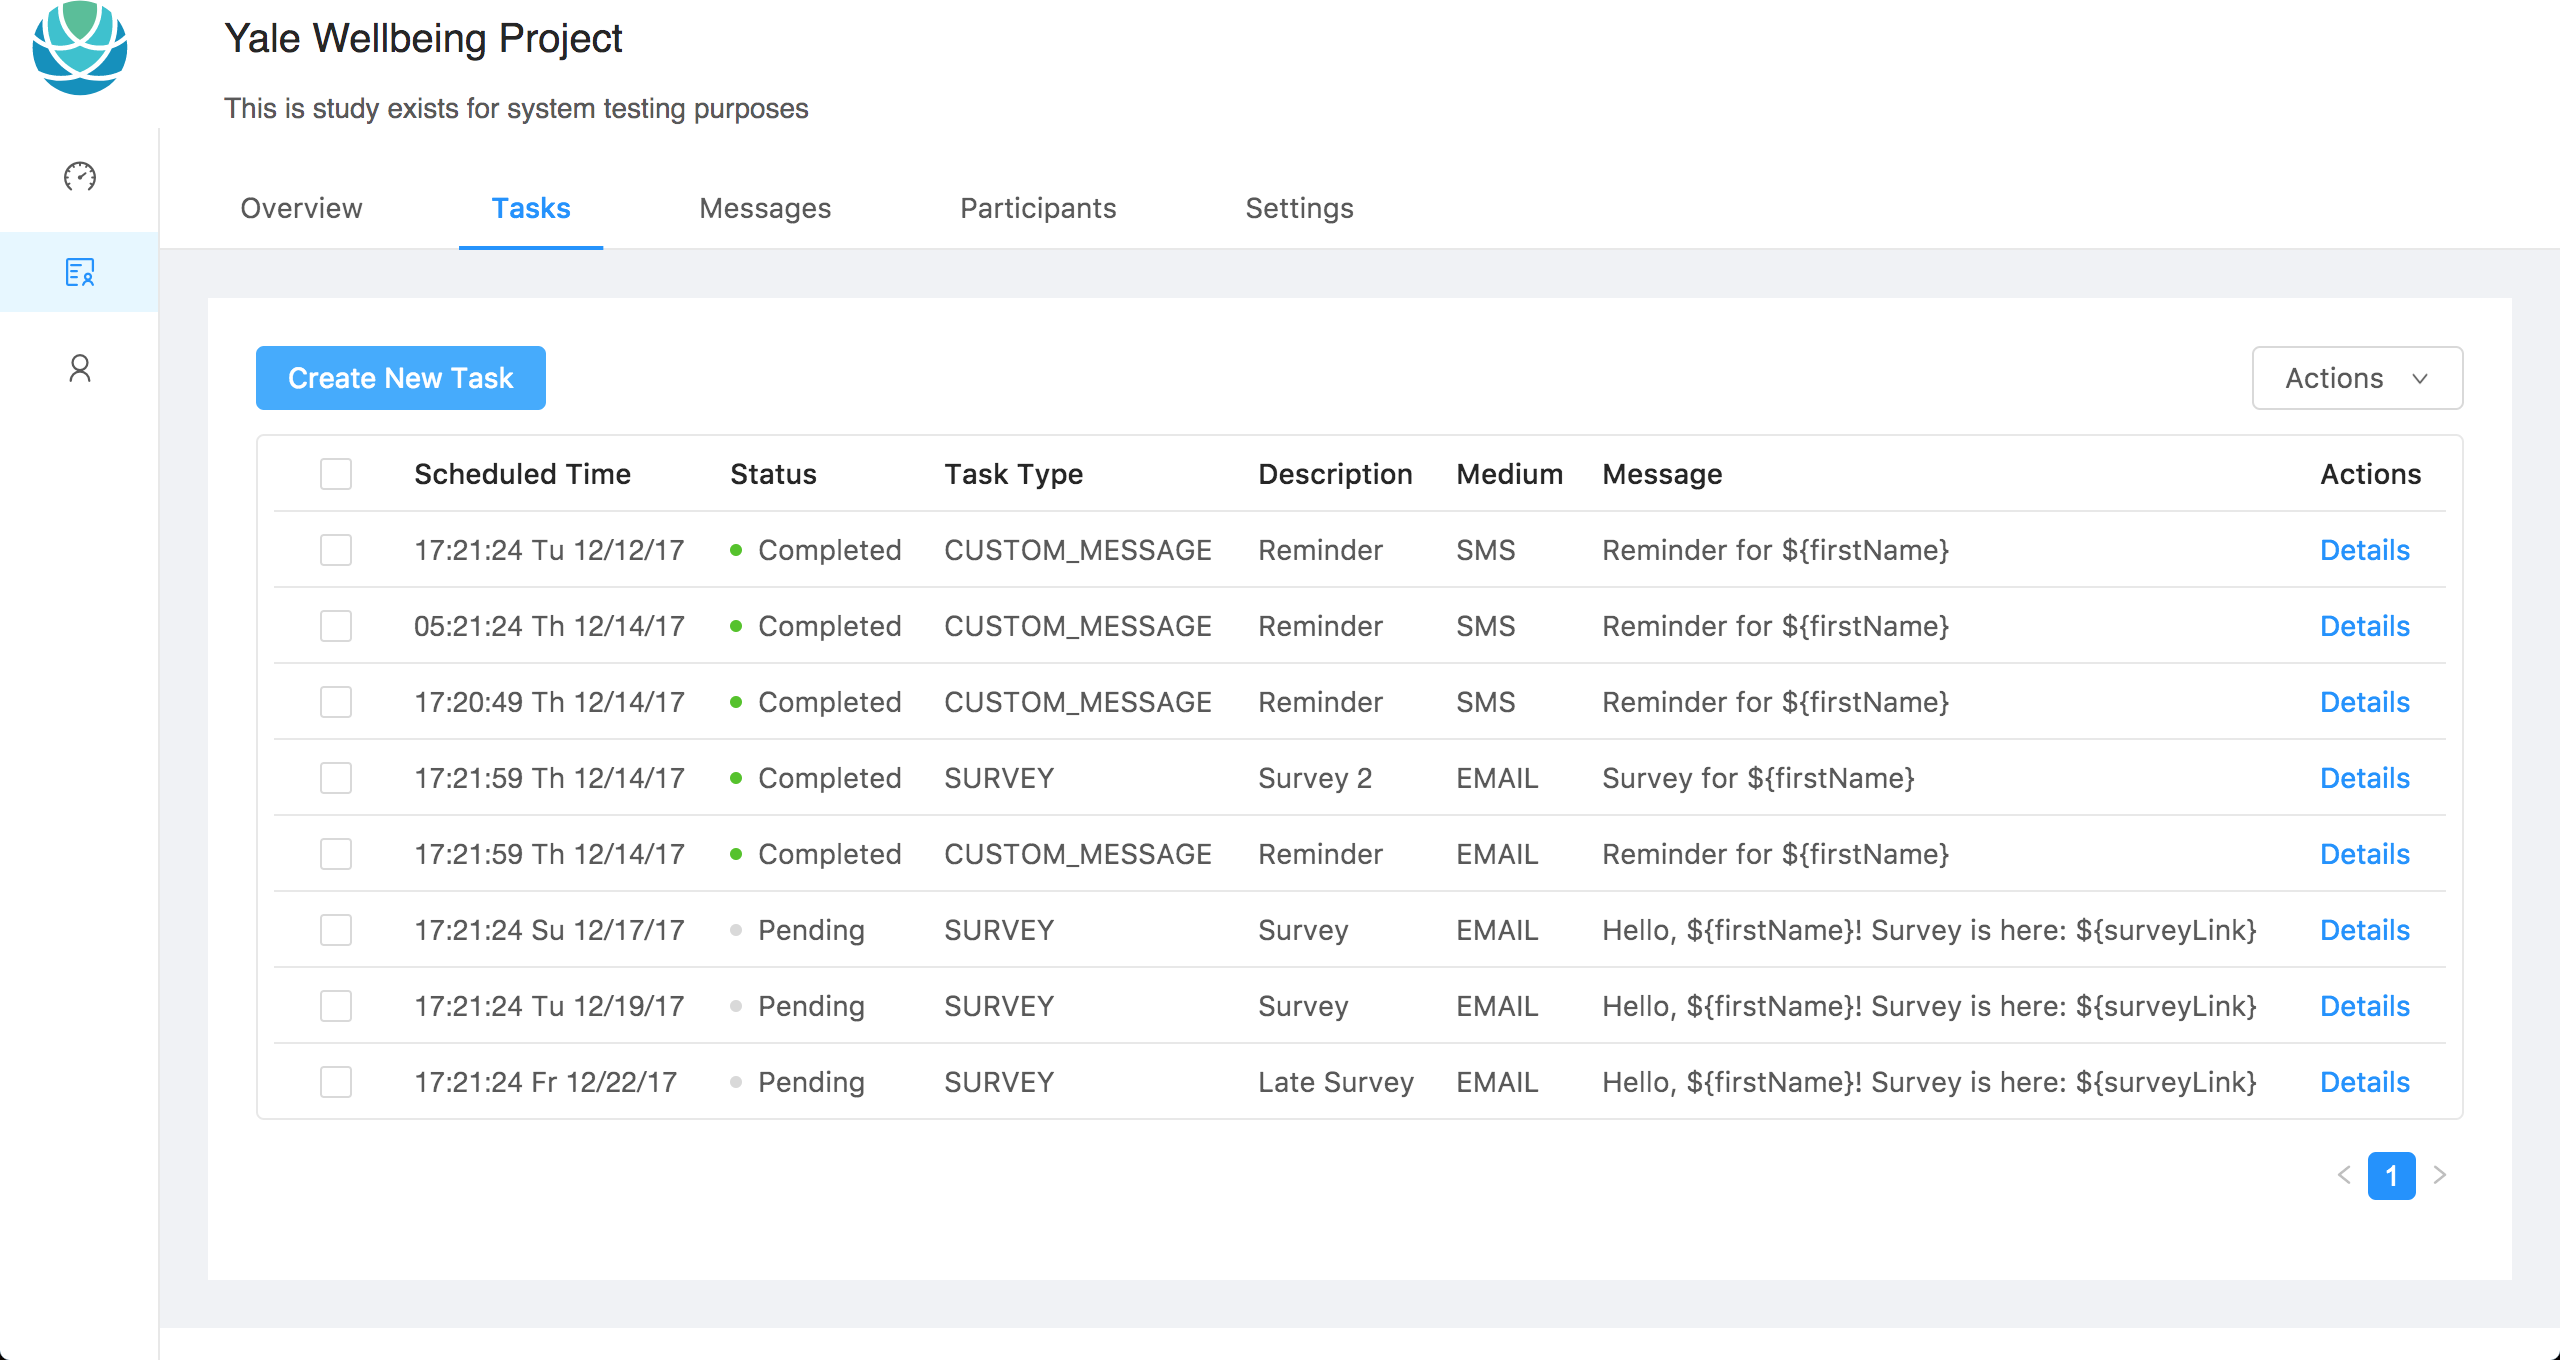 Yale Wellbeing Project
This is study exists for system testing purposes
Overview Tasks Messages Participants Settings
Create New Task Actions
Scheduled Time Status Task Type Description Medium Message Actions
17:21:24 Tu 12/12/17 Completed CUSTOM_MESSAGE Reminder SMS Reminder for ${firstName} Details
05:21:24 Th 12/14/17 Completed CUSTOM_MESSAGE Reminder SMS Reminder for ${firstName} Details
17:20:49 Th 12/14/17 Completed CUSTOM_MESSAGE Reminder SMS Reminder for ${firstName} Details
17:21:59 Th 12/14/17 Completed SURVEY Survey 2 EMAIL Survey for ${firstName} Details
17:21:59 Th 12/14/17 Completed CUSTOM_MESSAGE Reminder EMAIL Reminder for ${firstName} Details
17:21:24 Su 12/17/17 Pending SURVEY Survey EMAIL Hello, ${firstName}! Survey is here: ${surveyLink} Details
17:21:24 Tu 12/19/17 Pending SURVEY Survey EMAIL Hello, ${firstName}! Survey is here: ${surveyLink} Details
17:21:24 Fr 12/22/17 Pending SURVEY Late Survey EMAIL Hello, ${firstName}! Survey is here: ${surveyLink} Details
1